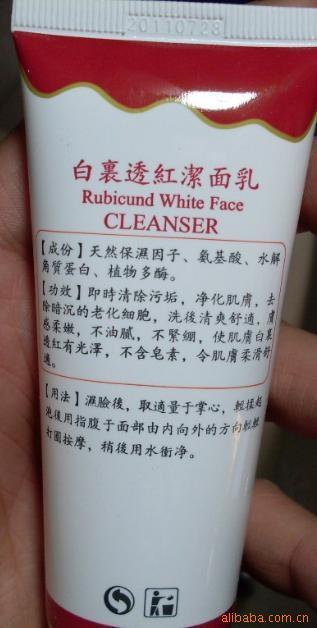 20110728
白裏透紅潔面乳
Rubicund White Face
CLEANSER
【成份】天然保濕因子、氨基酸、水解
角質蛋白、植物多酶。
【功效】即時清除污垢，净化肌膚，去
除暗沉的老化細胞，洗後清爽舒適，膚
感柔嫩，不油膩，不緊綳，使肌膚白裏
透紅有光澤，不含皂素，令肌膚柔滑舒
適。
【用法】濕臉後，取適量于掌心，輕揉起
泡後用指腹于面部由内向外的方向輕輕
打圈按摩，稍後用水衝净。
alibaba.com.cn